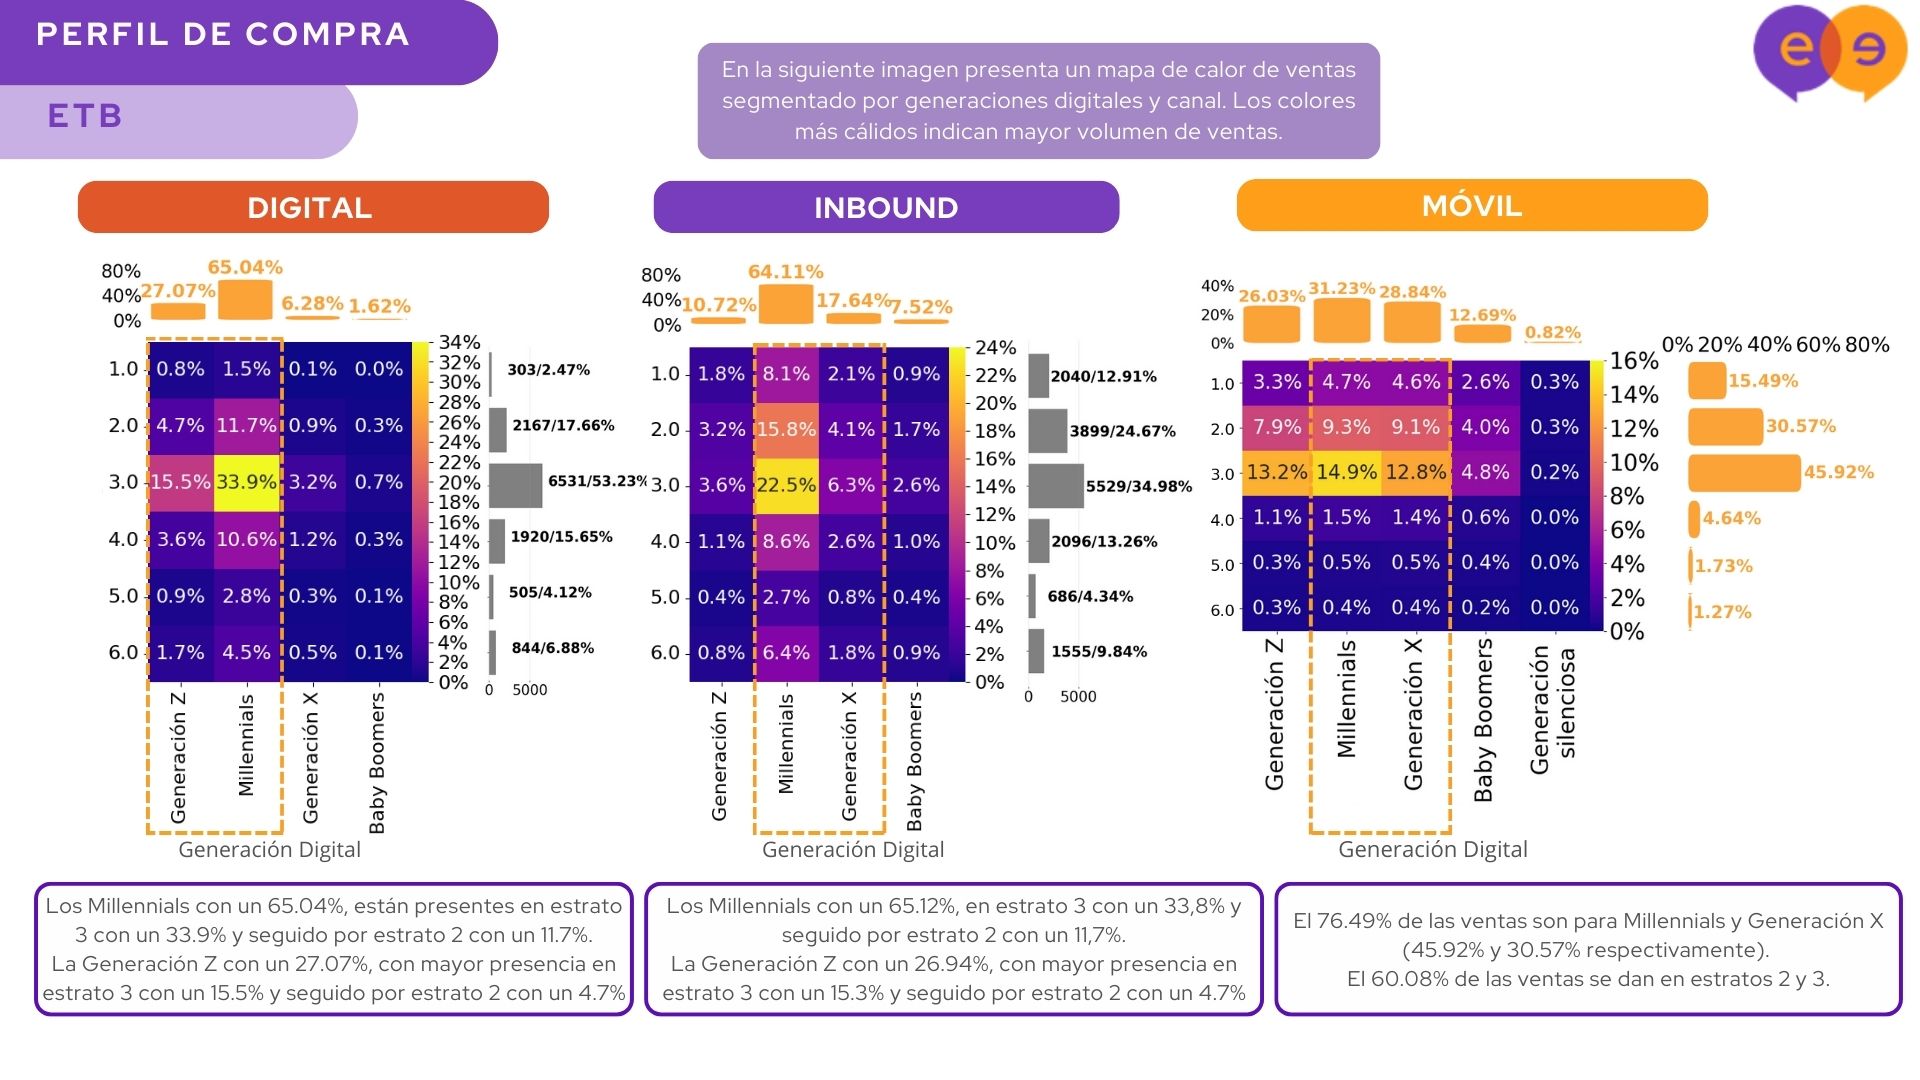 PERFIL DE COMPRA
ETB
En la siguiente imagen presenta un mapa de calor de ventas
segmentado por generaciones digitales y canal. Los colores
más cálidos indican mayor volumen de ventas.
e e
DIGITAL
80%
40%
0%
27.07% 65.04% 6.28% 1.62%
1.0 0.8% 1.5% 0.1% 0.0%
2.0 4.7% 11.7% 0.9% 0.3%
3.0 15.5% 33.9% 3.2% 0.7%
4.0 3.6% 10.6% 1.2% 0.3%
5.0 0.9% 2.8% 0.3% 0.1%
6.0 1.7% 4.5% 0.5% 0.1%
34%
32%
30%
28%
26%
24%
22%
20%
18%
16%
14%
12%
10%
8%
6%
4%
2%
0%
303/2.47%
2167/17.66%
6531/53.23%
1920/15.65%
505/4.12%
844/6.88%
0 5000
Generación Z
Millennials
Generación X
Baby Boomers
Generación Digital
INBOUND
80%
40%
0%
10.72% 64.11% 17.64% 7.52%
1.0 1.8% 8.1% 2.1% 0.9%
2.0 3.2% 15.8% 4.1% 1.7%
3.0 3.6% 22.5% 6.3% 2.6%
4.0 1.1% 8.6% 2.6% 1.0%
5.0 0.4% 2.7% 0.8% 0.4%
6.0 0.8% 6.4% 1.8% 0.9%
24%
22%
20%
18%
16%
14%
12%
10%
8%
6%
4%
2%
0%
2040/12.91%
3899/24.67%
5529/34.98%
2096/13.26%
686/4.34%
1555/9.84%
0 5000
Generación Z
Millennials
Generación X
Baby Boomers
Generación Digital
MÓVIL
40%
20%
0%
26.03% 31.23% 28.84% 12.69% 0.82%
1.0 3.3% 4.7% 4.6% 2.6% 0.3%
2.0 7.9% 9.3% 9.1% 4.0% 0.3%
3.0 13.2% 14.9% 12.8% 4.8% 0.2%
4.0 1.1% 1.5% 1.4% 0.6% 0.0%
5.0 0.3% 0.5% 0.5% 0.4% 0.0%
6.0 0.3% 0.4% 0.4% 0.2% 0.0%
16%
14%
12%
10%
8%
6%
4%
2%
0%
0% 20% 40% 60% 80%
15.49%
30.57%
45.92%
4.64%
1.73%
1.27%
Generación Z
Millennials
Generación X
Baby Boomers
Generación
silenciosa
Generación Digital
Los Millennials con un 65.04%, están presentes en estrato
3 con un 33.9% y seguido por estrato 2 con un 11.7%.
La Generación Z con un 27.07%, con mayor presencia en
estrato 3 con un 15.5% y seguido por estrato 2 con un 4.7%
Los Millennials con un 65.12%, en estrato 3 con un 33,8% y
seguido por estrato 2 con un 11,7%.
La Generación Z con un 26.94%, con mayor presencia en
estrato 3 con un 15.3% y seguido por estrato 2 con un 4.7%
El 76.49% de las ventas son para Millennials y Generación X
(45.92% y 30.57% respectivamente).
El 60.08% de las ventas se dan en estratos 2 y 3.